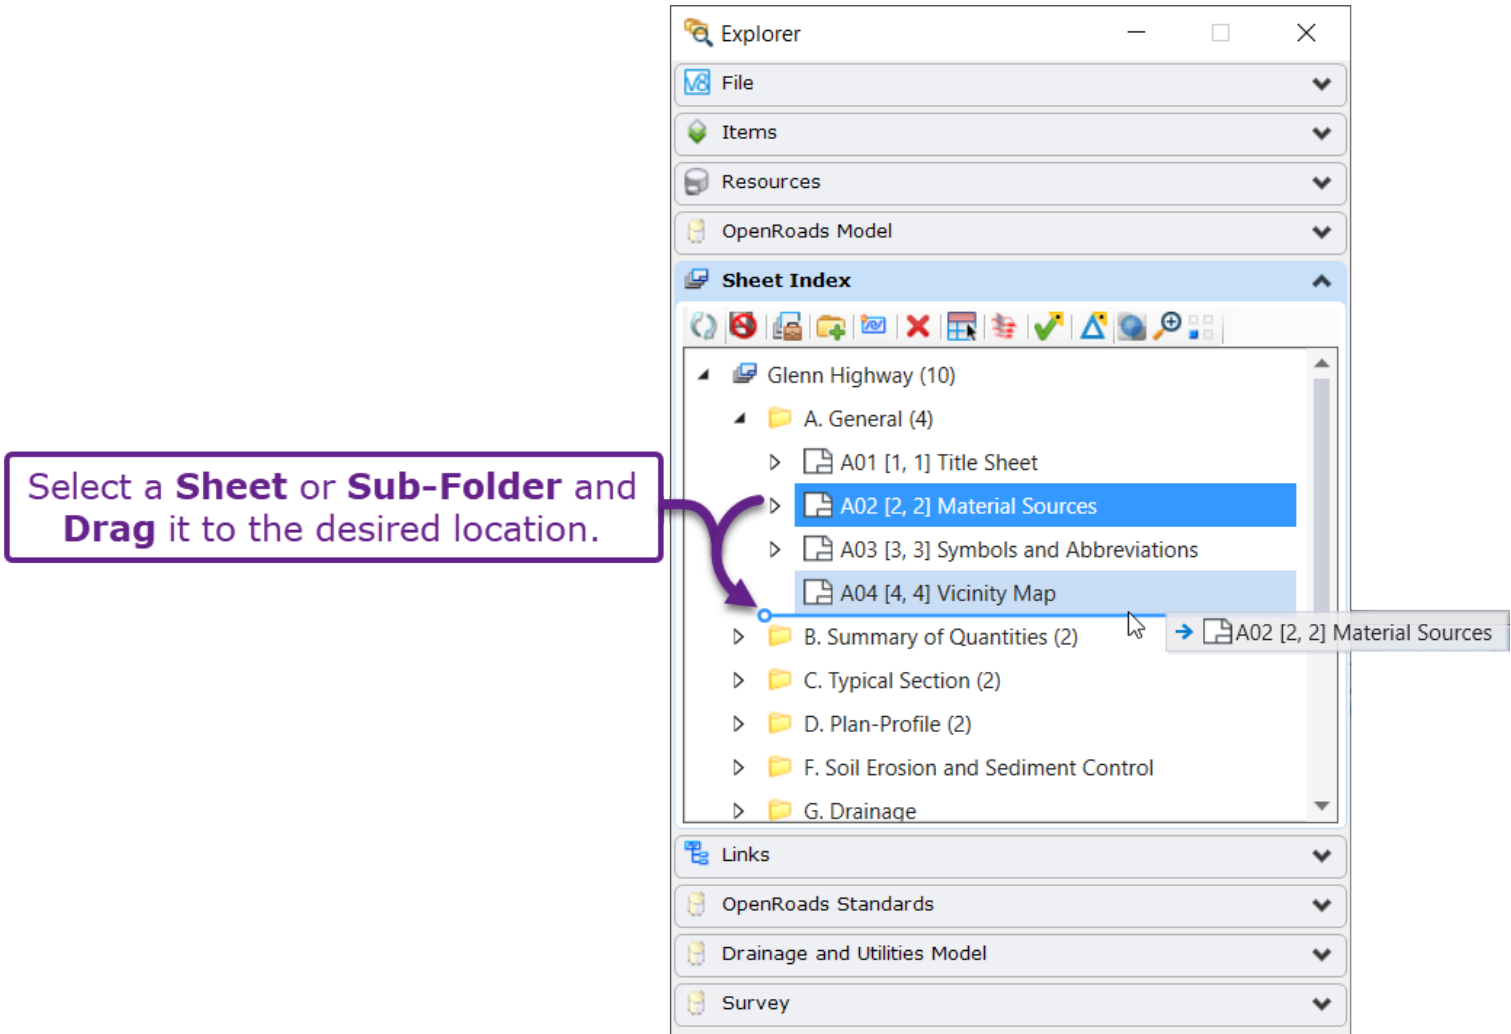 Explorer
File
Items
Resources
OpenRoads Model
Sheet Index
Glenn Highway (10)
A. General (4)
A01 [1, 1] Title Sheet
Select a Sheet or Sub-Folder and
Drag it to the desired location.
A02 [2, 2] Material Sources
A03 [3, 3] Symbols and Abbreviations
A04 [4, 4] Vicinity Map
A02 [2, 2] Material Sources
B. Summary of Quantities (2)
C. Typical Section (2)
D. Plan-Profile (2)
F. Soil Erosion and Sediment Control
G. Drainage
Links
OpenRoads Standards
Drainage and Utilities Model
Survey